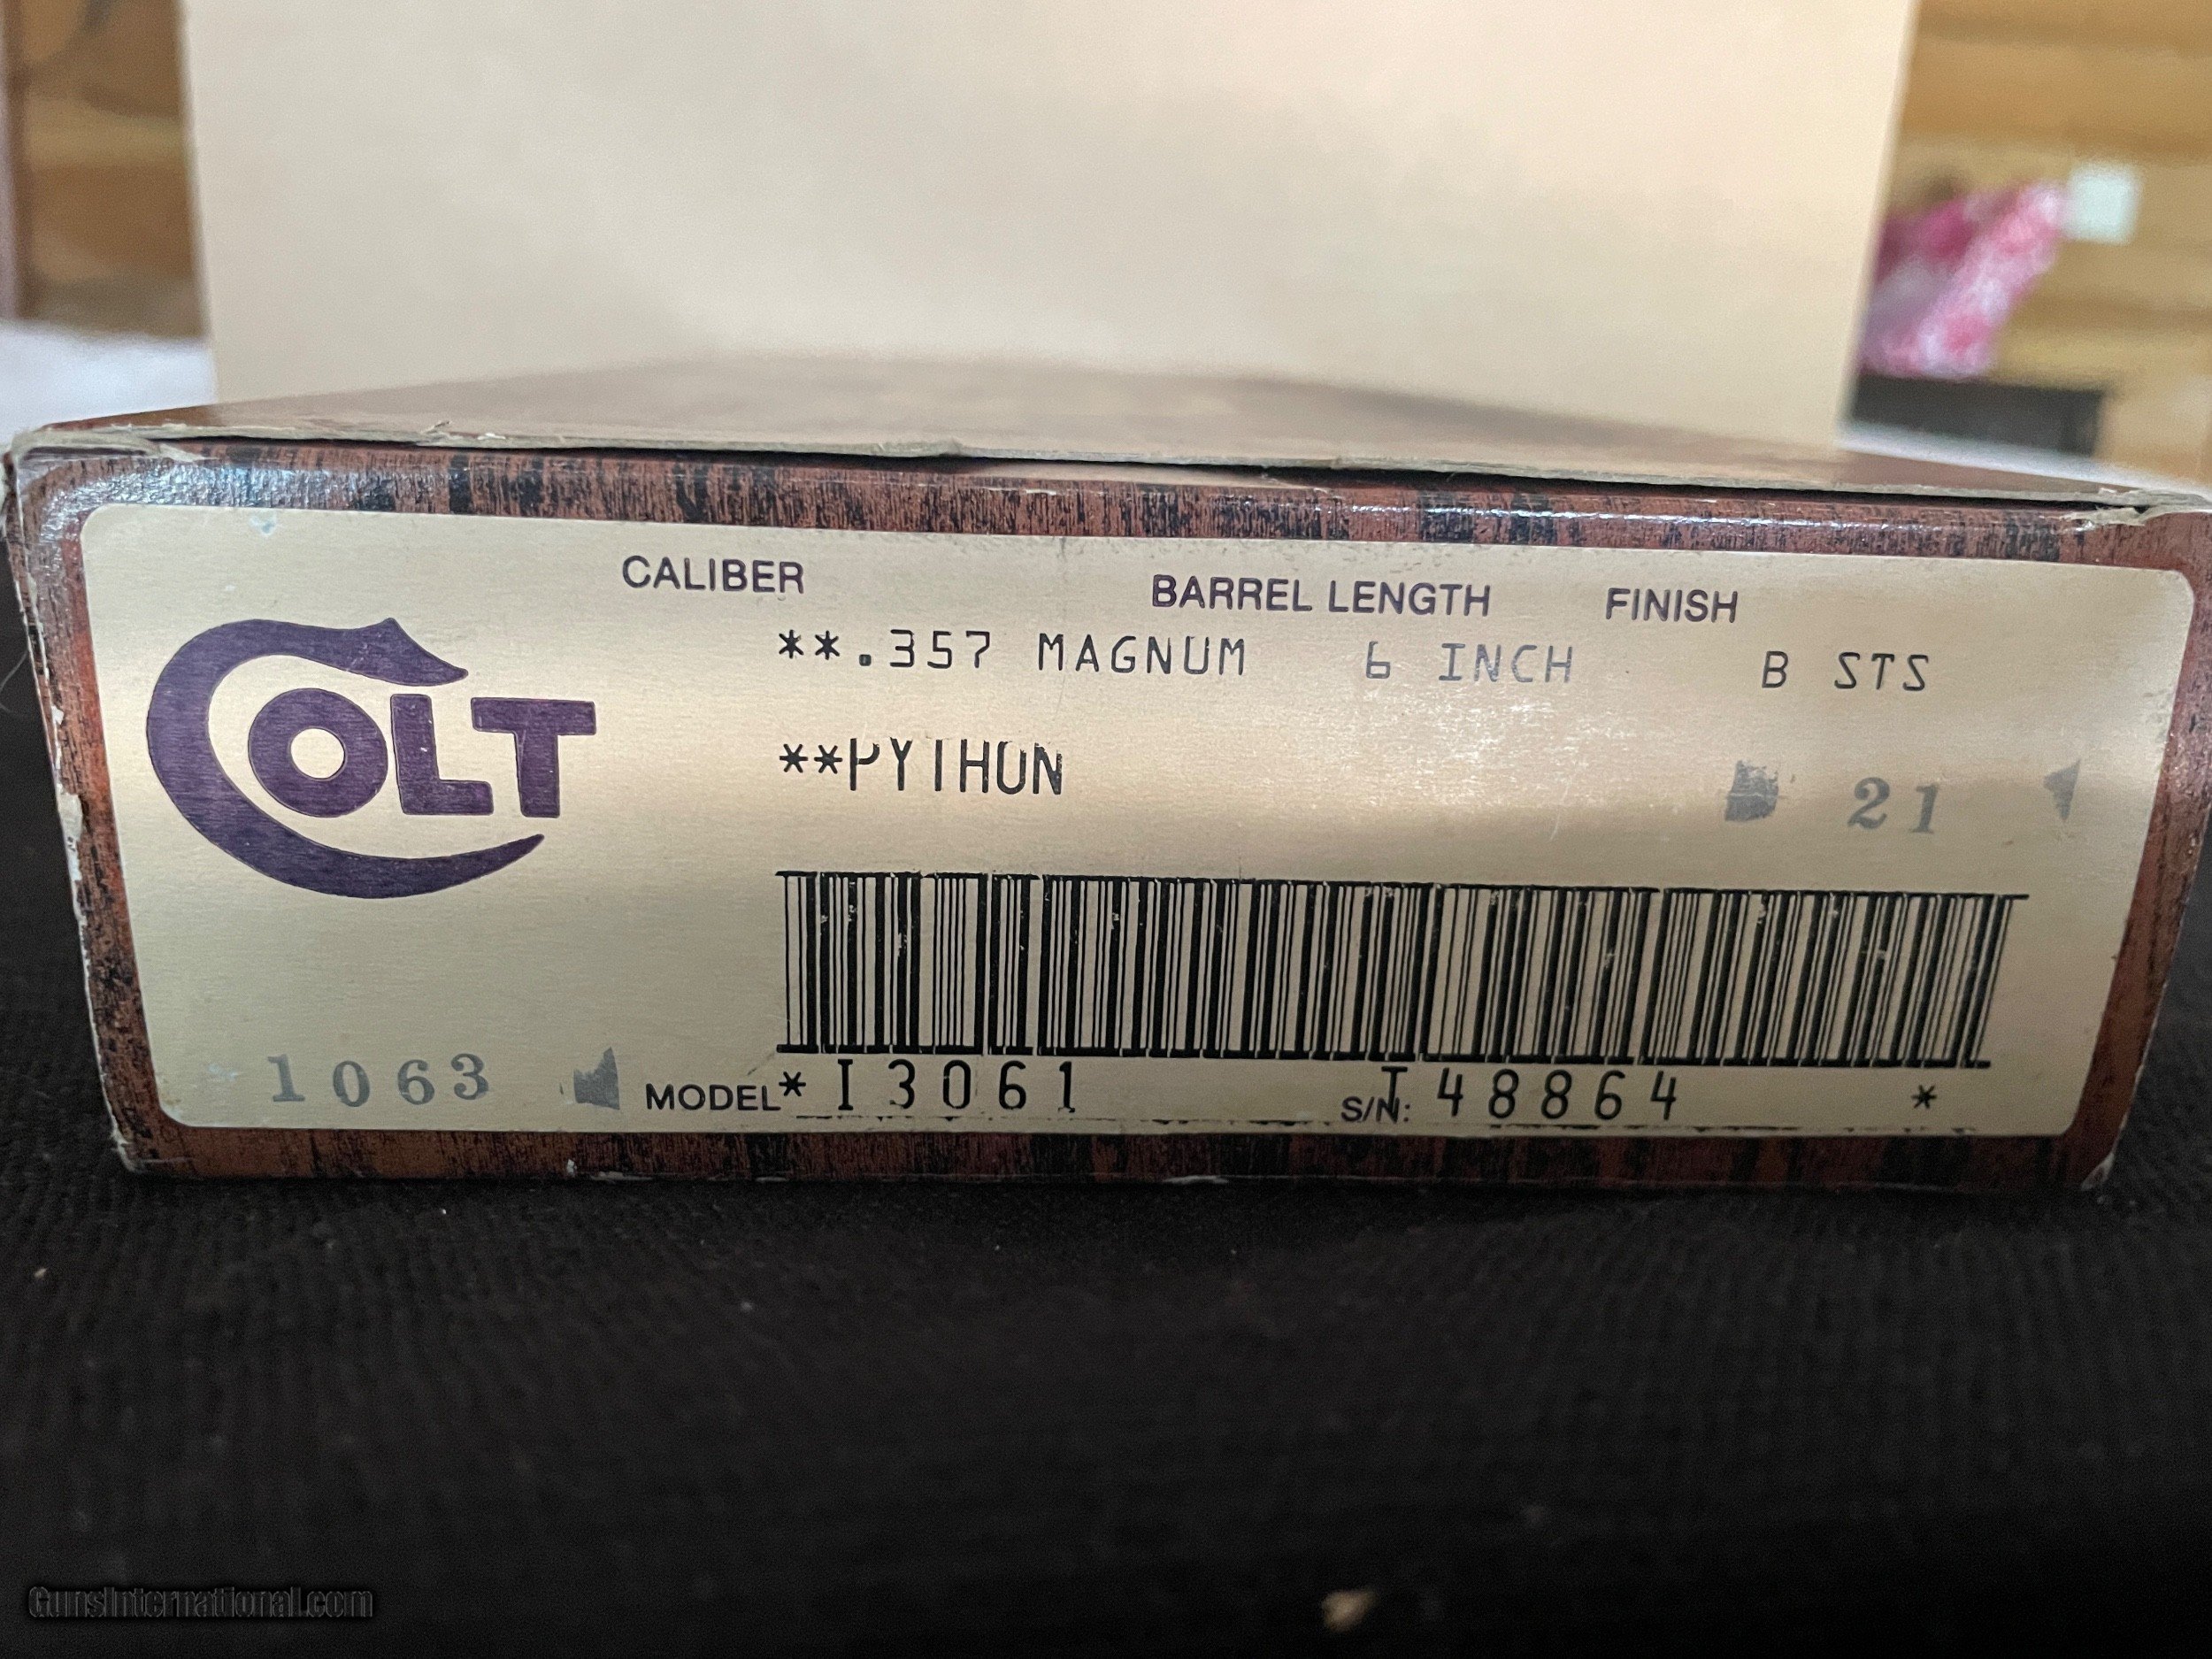 CALIBER BARREL LENGTH FINISH
**.357 MAGNUM 6 INCH B STS
COLT
**PYTHON
21
1063
MODEL* I3061 S/N: T48864 *
GunsInternational.com